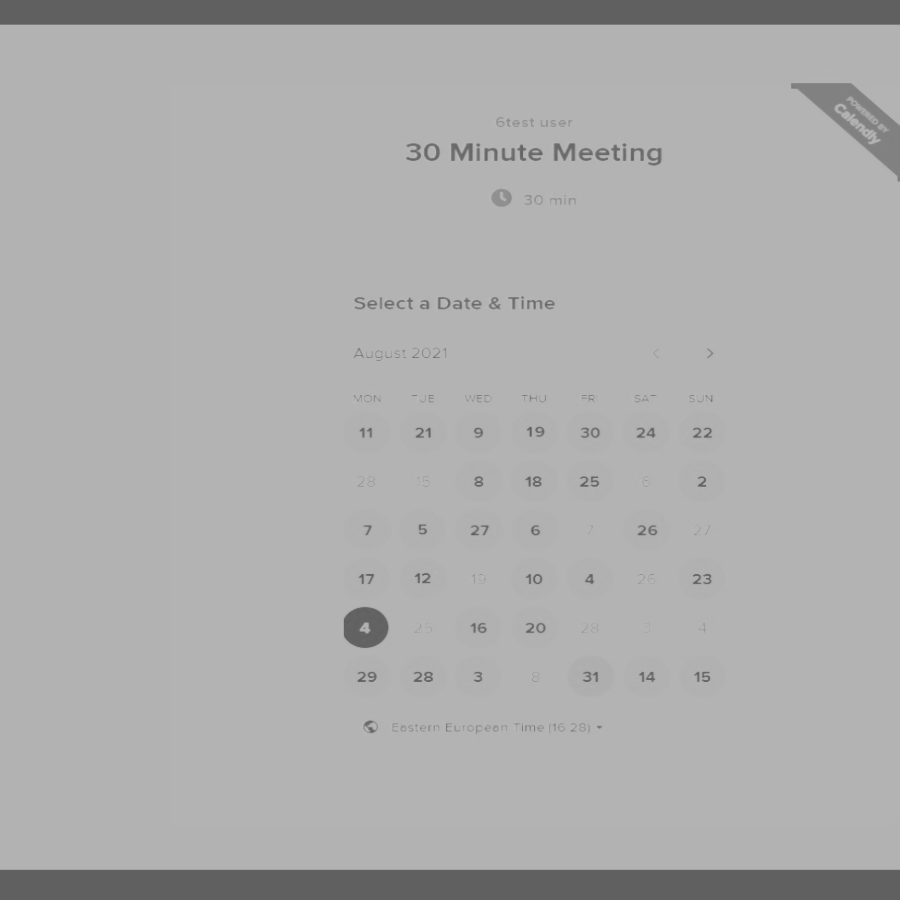 POWERED BY
Calendly
6test user
30 Minute Meeting
30 min
Select a Date & Time
August 2021
MON TUE WED THU FRI SAT SUN
11 21 9 19 30 24 22
28 15 8 18 25 6 2
7 5 27 6 7 26 27
17 12 19 10 4 26 23
4 25 16 20 28 3 4
29 28 3 8 31 14 15
Eastern European Time (16:28)